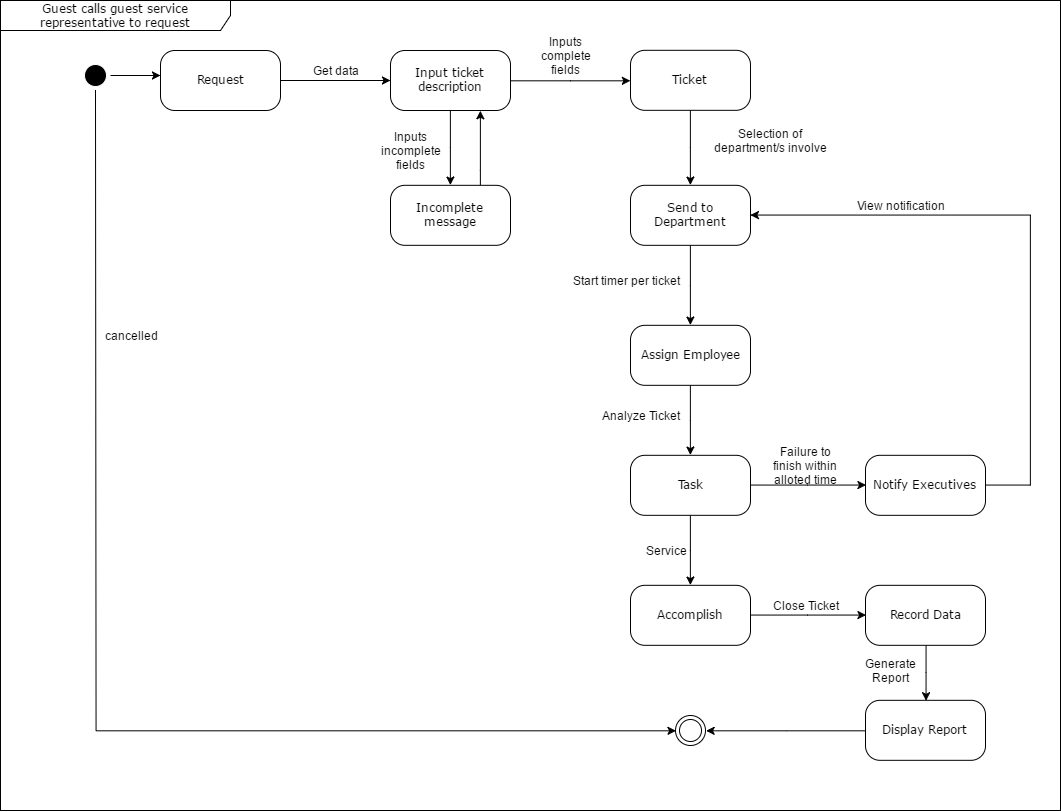 Guest calls guest service
representative to request
Request
Get data
Input ticket
description
Inputs
complete
fields
Ticket
Inputs
incomplete
fields
Selection of
department/s involve
Incomplete
message
Send to
Department
View notification
Start timer per ticket
cancelled
Assign Employee
Analyze Ticket
Task
Failure to
finish within
alloted time
Notify Executives
Service
Accomplish
Close Ticket
Record Data
Generate
Report
Display Report